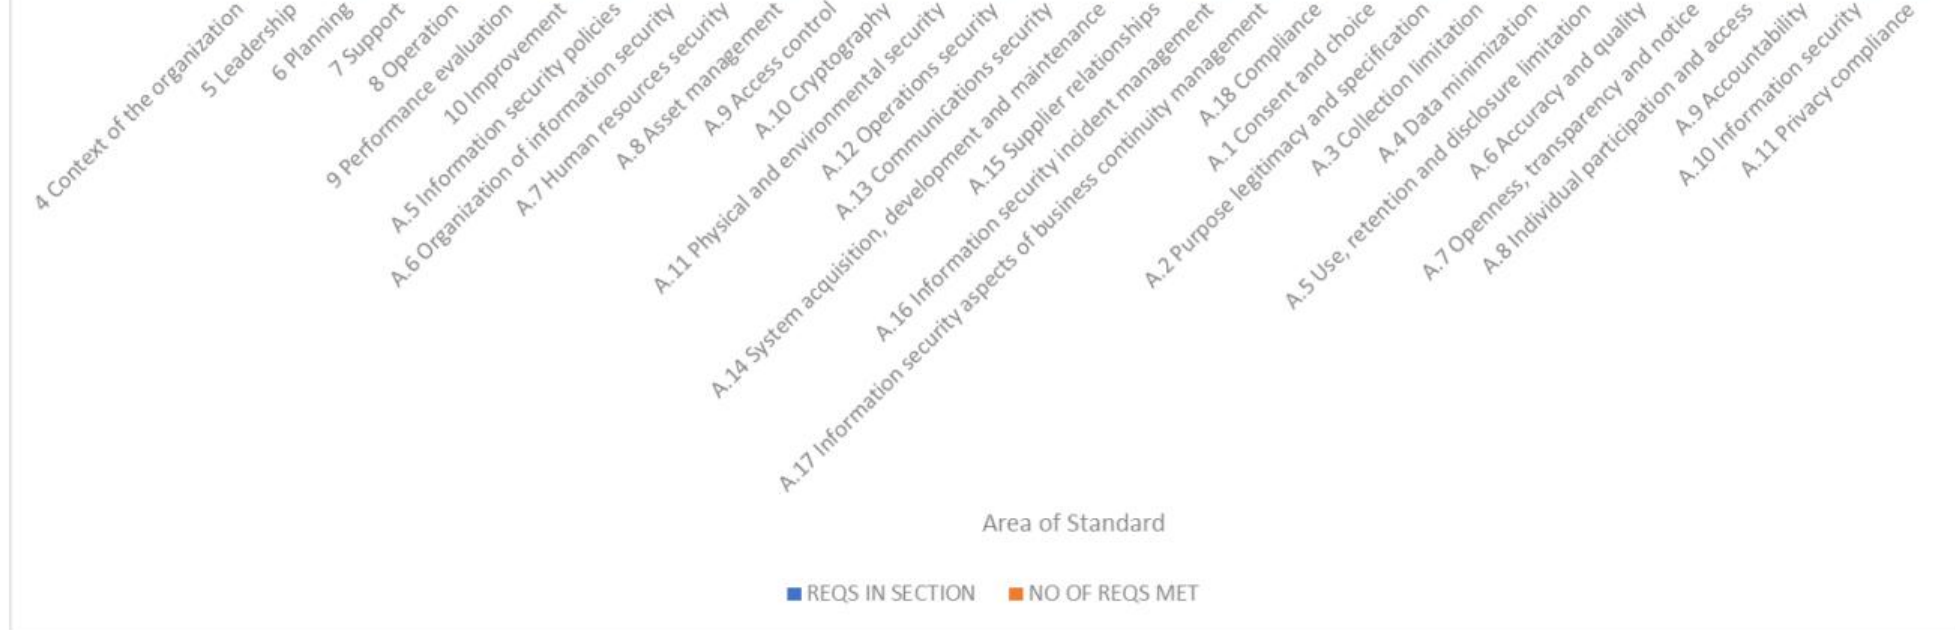 4 Context of the organization
5 Leadership
6 Planning
7 Support
8 Operation
9 Performance evaluation
10 Improvement
A.5 Information security policies
A.6 Organization of information security
A.7 Human resources security
A.8 Asset management
A.9 Access control
A.10 Cryptography
A.11 Physical and environmental security
A.12 Operations security
A.13 Communications security
A.14 System acquisition, development and maintenance
A.15 Supplier relationships
A.16 Information security incident management
A.17 Information security aspects of business continuity management
A.18 Compliance
A.1 Consent and choice
A.2 Purpose legitimacy and specification
A.3 Collection limitation
A.4 Data minimization
A.5 Use, retention and disclosure limitation
A.6 Accuracy and quality
A.7 Openness, transparency and notice
A.8 Individual participation and access
A.9 Accountability
A.10 Information security
A.11 Privacy compliance
Area of Standard
REQS IN SECTION
NO OF REQS MET